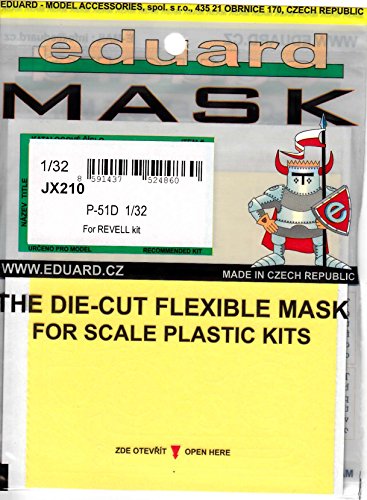 EDUARD - MODEL ACCESSORIES, spol. s r.o., 435 21 OBRNICE 170, CZECH REPUBLIC
eduard
MASK
1/32
JX210
8 591437 524860
P-51D 1/32
For REVELL kit
NÁZEV TITLE
URČENO PRO MODEL RECOMMENDED KIT
e
WWW.EDUARD.CZ
MADE IN CZECH REPUBLIC
THE DIE-CUT FLEXIBLE MASK
FOR SCALE PLASTIC KITS
ZDE OTEVŘÍT OPEN HERE